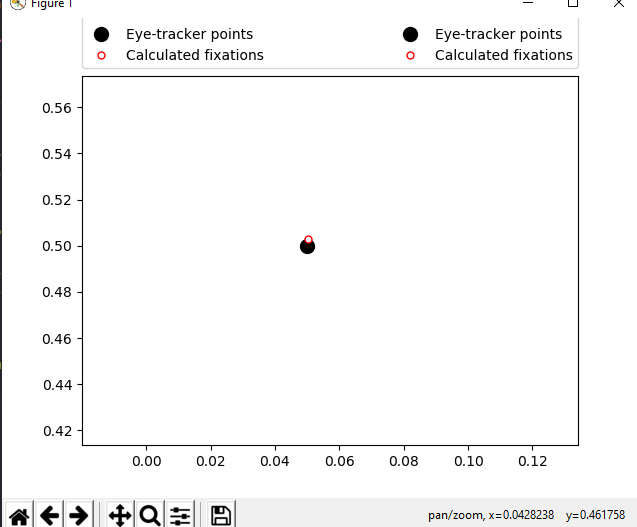 Figure 1
Eye-tracker points Eye-tracker points
Calculated fixations Calculated fixations
0.56
0.54
0.52
0.50
0.48
0.46
0.44
0.42
0.00 0.02 0.04 0.06 0.08 0.10 0.12
pan/zoom, x=0.0428238 y=0.461758